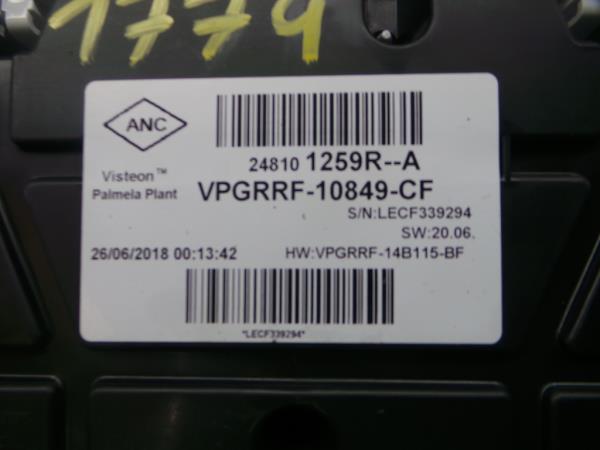 1779
ANC
24810 1259R--A
Visteon™
Palmela Plant
VPGRRF-10849-CF
S/N:LECF339294
SW:20.06.
26/06/2018 00:13:42
HW:VPGRRF-14B115-BF
*LECF339294*